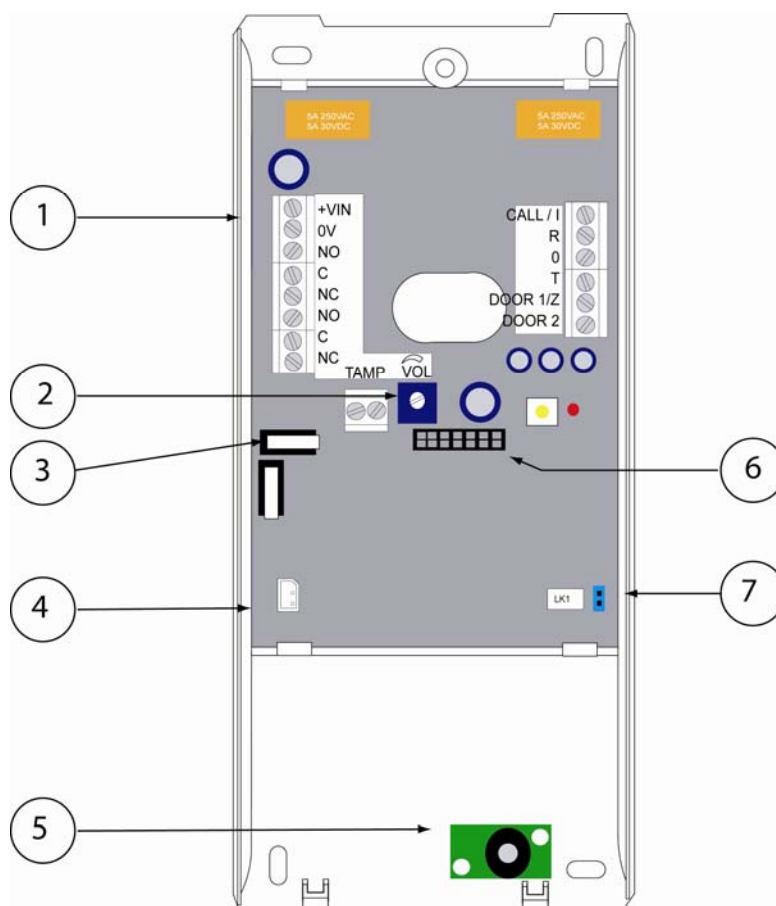 5A 250VAC
5A 30VDC
5A 250VAC
5A 30VDC
1
+VIN
0V
NO
C
NC
NO
C
NC
CALL / I
R
0
T
DOOR 1/Z
DOOR 2
TAMP VOL
2
3
6
4
LK1
7
5